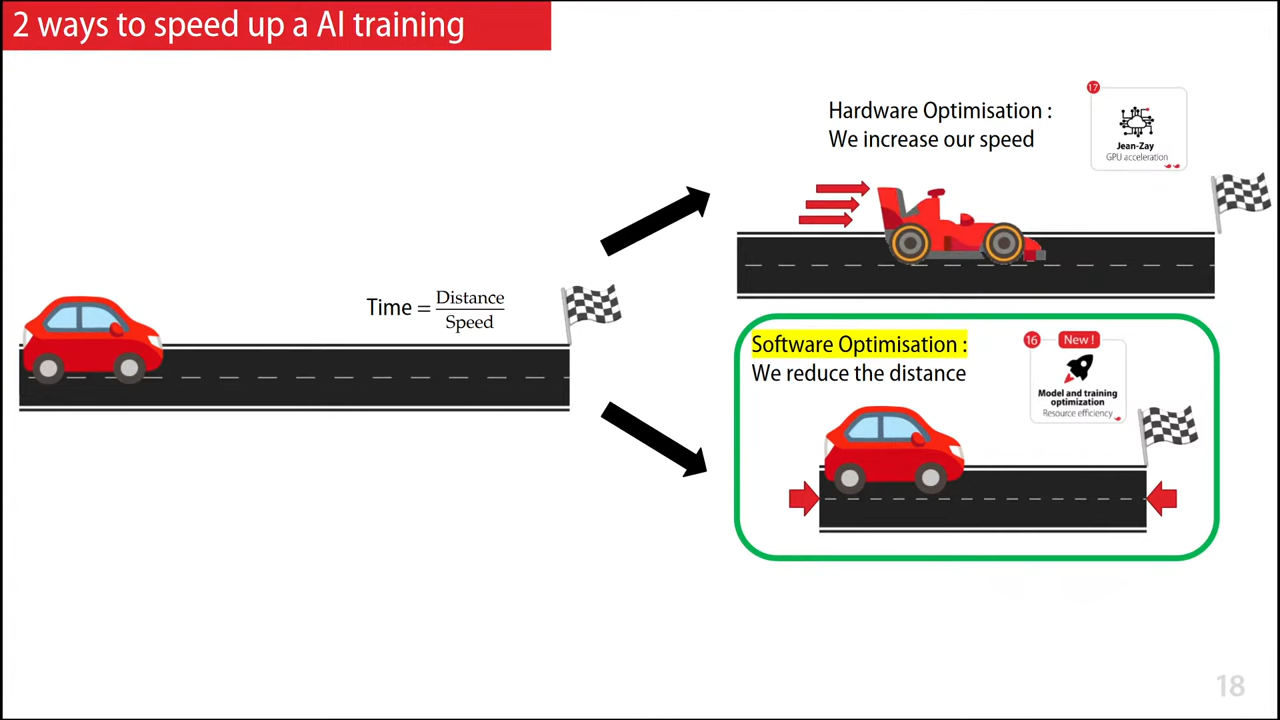 2 ways to speed up a AI training
Time = Distance
Speed
Hardware Optimisation :
We increase our speed
17
Jean-Zay
GPU acceleration
Software Optimisation :
We reduce the distance
16
New !
Model and training
optimization
Resource efficiency
18